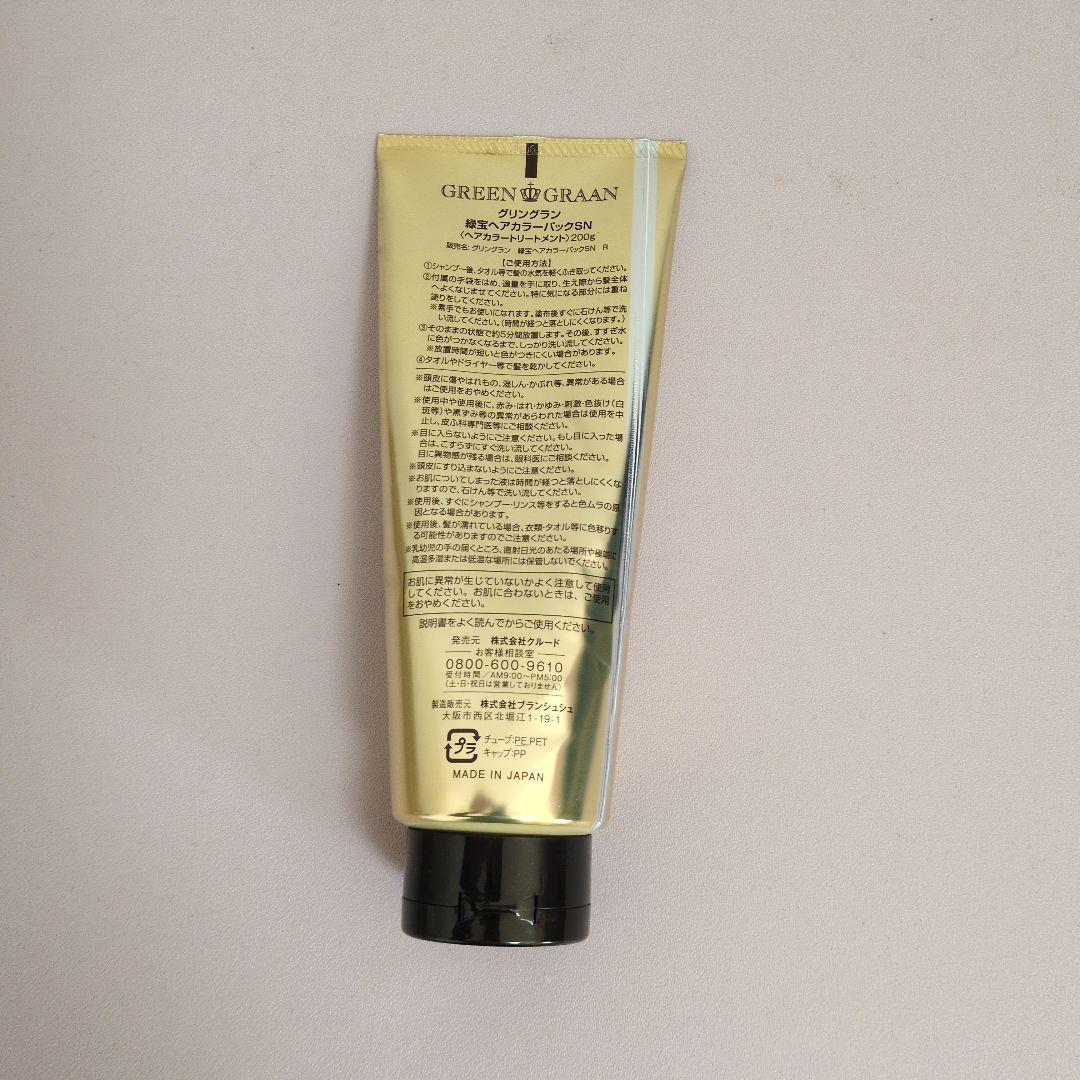 GREEN GRAAN
グリングラン
緑宝ヘアカラーパックSN
〈ヘアカラートリートメント〉200g
販売名:グリングラン 緑宝ヘアカラーパックSN R
【ご使用方法】
①シャンプー後、タオル等で髪の水気を軽くふき取ってください。
②付属の手袋をはめ、適量を手に取り、生え際から髪全体
へよくなじませてください。特に気になる部分には重ね
塗りをしてください。
※素手でもお使いになれます。塗布後すぐに石けん等で洗
い流してください。(時間が経つと落としにくくなります。)
③そのままの状態で約5分間放置します。その後、すすぎ水
に色がつかなくなるまで、しっかり洗い流してください。
※放置時間が短いと色がつきにくい場合があります。
④タオルやドライヤー等で髪を乾かしてください。
※頭皮に傷やはれもの、湿しん・かぶれ等、異常がある場合
はご使用をおやめください。
※使用中や使用後に、赤み・はれ・かゆみ・刺激・色抜け(白
斑等)や黒ずみ等の異常があらわれた場合は使用を中
止し、皮ふ科専門医等にご相談ください。
※目に入らないようにご注意ください。もし目に入った場
合は、こすらずにすぐ洗い流してください。
目に異物感が残る場合は、眼科医にご相談ください。
※頭皮にすり込まないようにご注意ください。
※お肌についてしまった液は時間が経つと落としにくくな
りますので、石けん等で洗い流してください。
※使用後、すぐにシャンプー・リンス等をすると色ムラの原
因となる場合があります。
※使用後、髪が濡れている場合、衣類・タオル等に色移りす
る可能性がありますのでご注意ください。
※乳幼児の手の届くところ、直射日光のあたる場所や極端に
高温多湿または低温な場所には保管しないでください。
お肌に異常が生じていないかよく注意して使用
してください。お肌に合わないときは、ご使用
をおやめください。
説明書をよく読んでからご使用ください。
発売元 株式会社クルード
お客様相談室
0800-600-9610
受付時間/AM9:00~PM5:00
(土・日・祝日は営業しておりません)
製造販売元 株式会社ブランシュシュ
大阪市西区北堀江1-19-1
プラ チューブ:PE,PET
キャップ:PP
MADE IN JAPAN